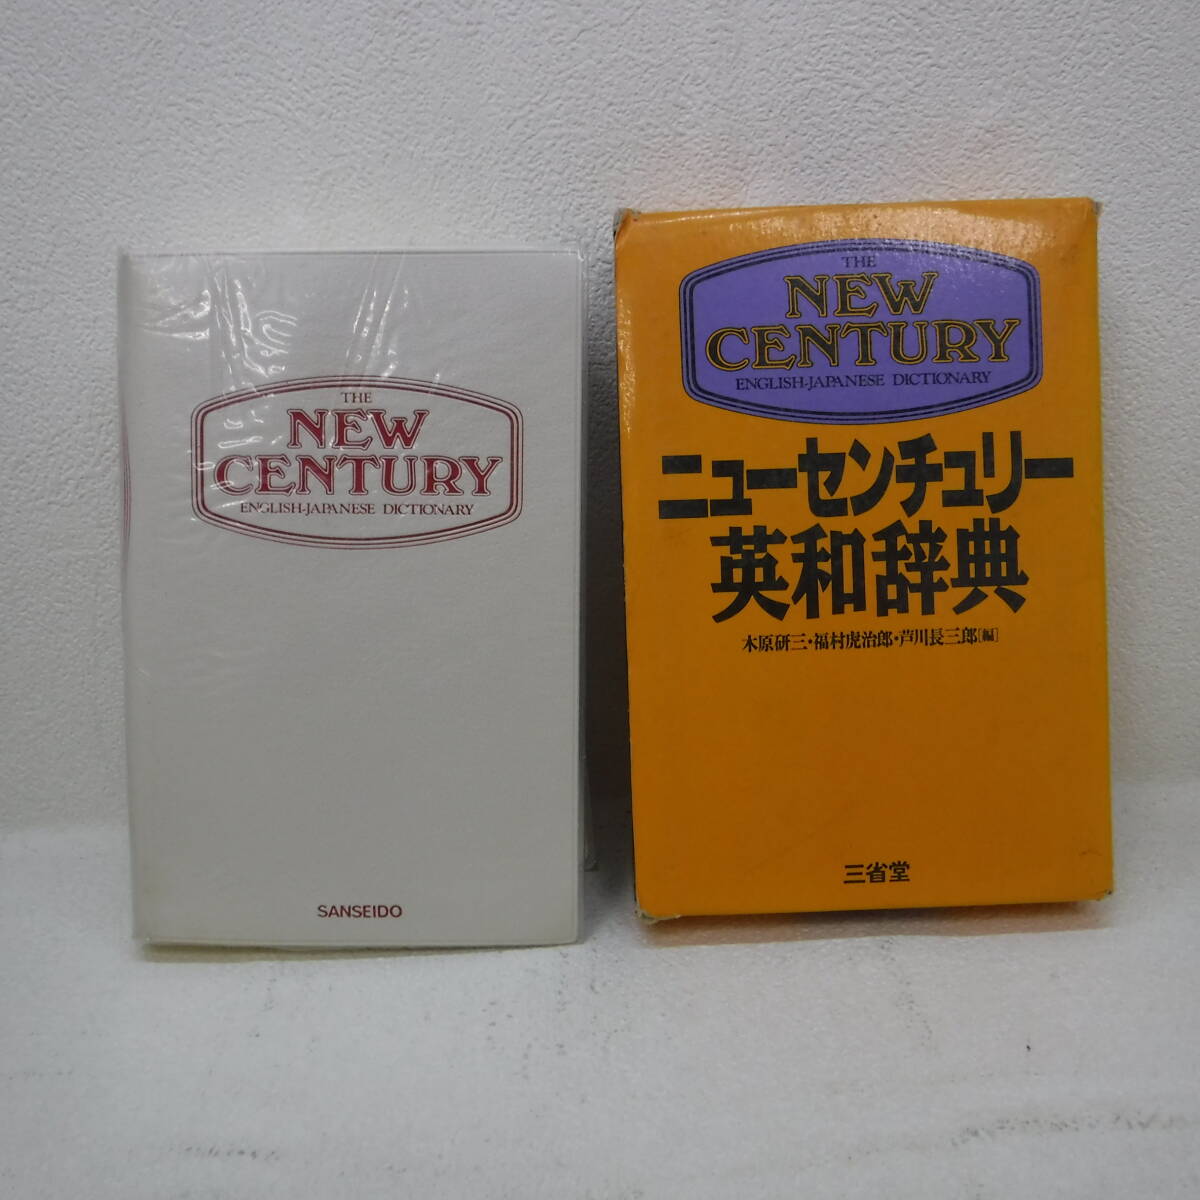 THE
NEW
CENTURY
ENGLISH-JAPANESE DICTIONARY
SANSEIDO
THE
NEW
CENTURY
ENGLISH-JAPANESE DICTIONARY
ニューセンチュリー
英和辞典
木原研三・福村虎治郎・芦川長三郎[編]
三省堂